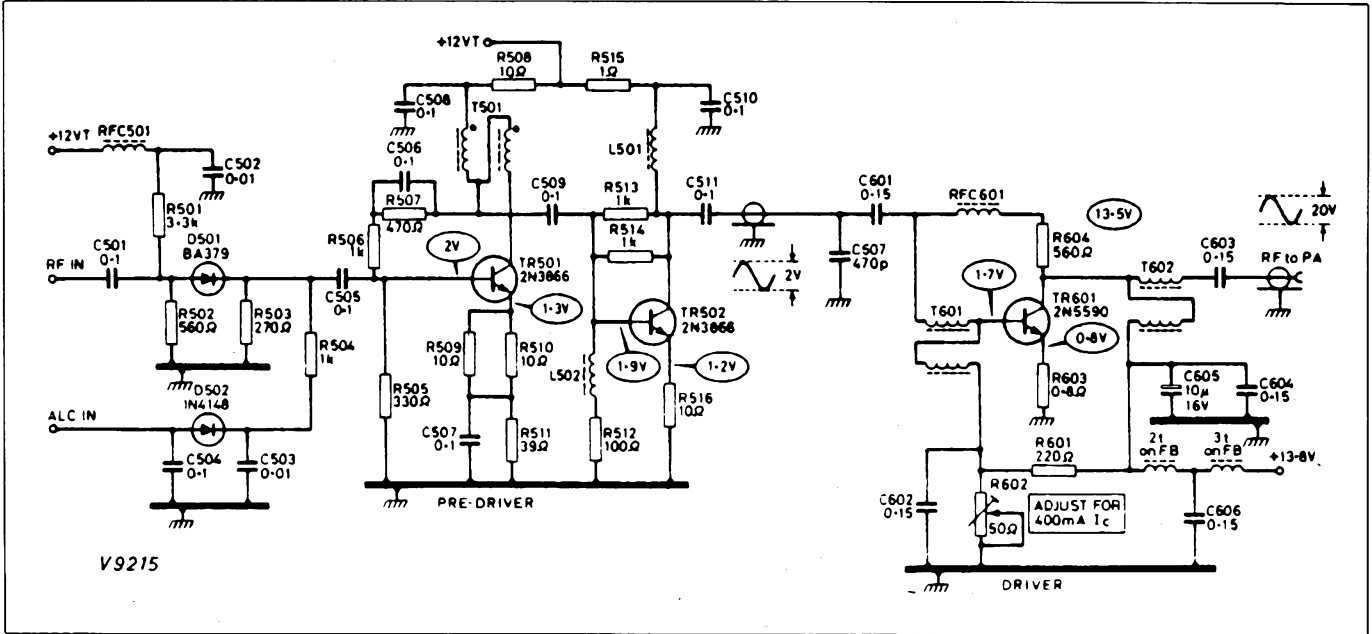 +12VT
R508
10Ω
R515
1Ω
C508
0·1
T501
C510
0·1
+12VT
RFC501
C502
0·01
C506
0·1
L501
R501
3·3k
R507
470Ω
C509
0·1
R513
1k
C511
0·1
C601
0·15
RFC601
13·5V
20V
C501
0·1
D501
BA379
R506
1k
R514
1k
R604
560Ω
C603
0·15
RF IN
2V
TR501
2N3866
C507
470p
T602
RF to PA
C505
0·1
2V
1·7V
TR601
2N5590
R502
560Ω
R503
270Ω
1·3V
TR502
2N3866
T601
R504
1k
R509
10Ω
R510
10Ω
0·8V
L502
1·9V
1·2V
D502
1N4148
R505
330Ω
R516
10Ω
R603
0·8Ω
C605
10μ
16V
C604
0·15
ALC IN
C507
0·1
R511
39Ω
R512
100Ω
R601
220Ω
2t
on FB
3t
on FB
+13·8V
C504
0·1
C503
0·01
R602
50Ω
ADJUST FOR
400mA Ic
C602
0·15
C606
0·15
PRE-DRIVER
V9215
DRIVER